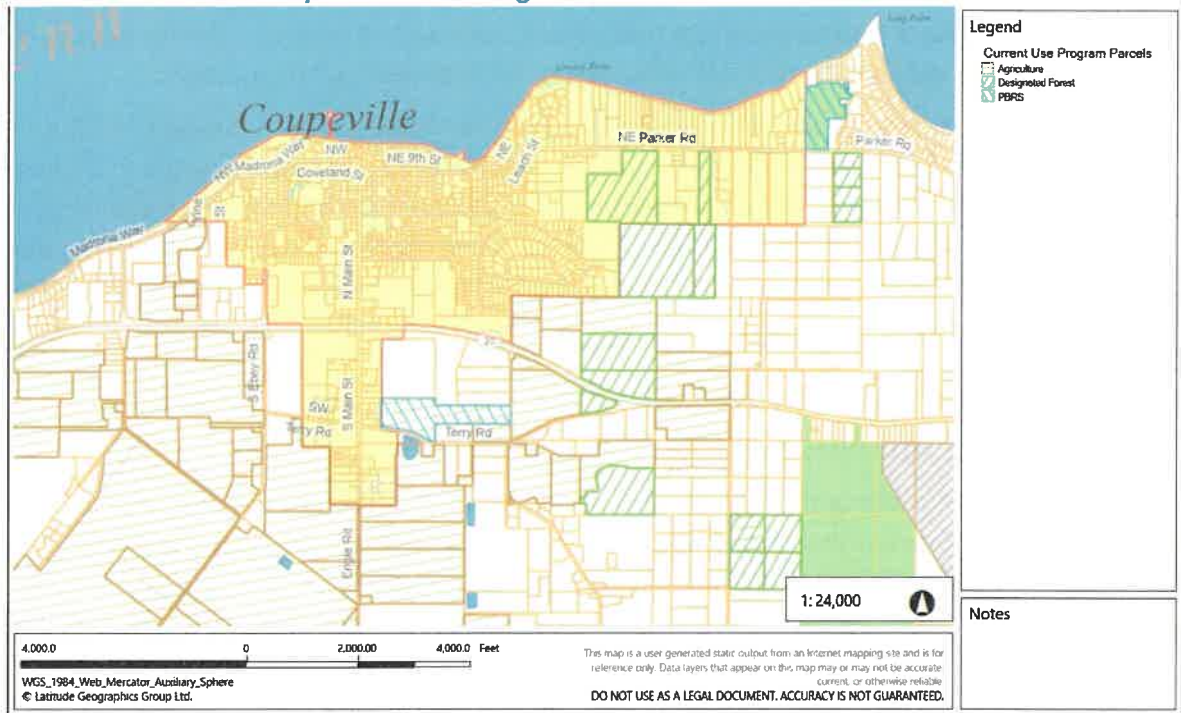 Coupeville
NW Madrona Way
NW
Coveland St
NE 9th St
NE
Leach St
NE Parker Rd
Parker Rd
Long Point
Madrona Way
St
N Main St
S Ebey Rd
SW
Terry Rd
S Main St
Terry Rd
Engle Rd
1: 24,000
Legend
Current Use Program Parcels
Agriculture
Designated Forest
PBRS
Notes
4,000.0 0 2,000.00 4,000.0 Feet
WGS_1984_Web_Mercator_Auxiliary_Sphere
© Latitude Geographics Group Ltd.
This map is a user generated static output from an Internet mapping site and is for
reference only. Data layers that appear on this map may or may not be accurate,
current, or otherwise reliable.
DO NOT USE AS A LEGAL DOCUMENT. ACCURACY IS NOT GUARANTEED.